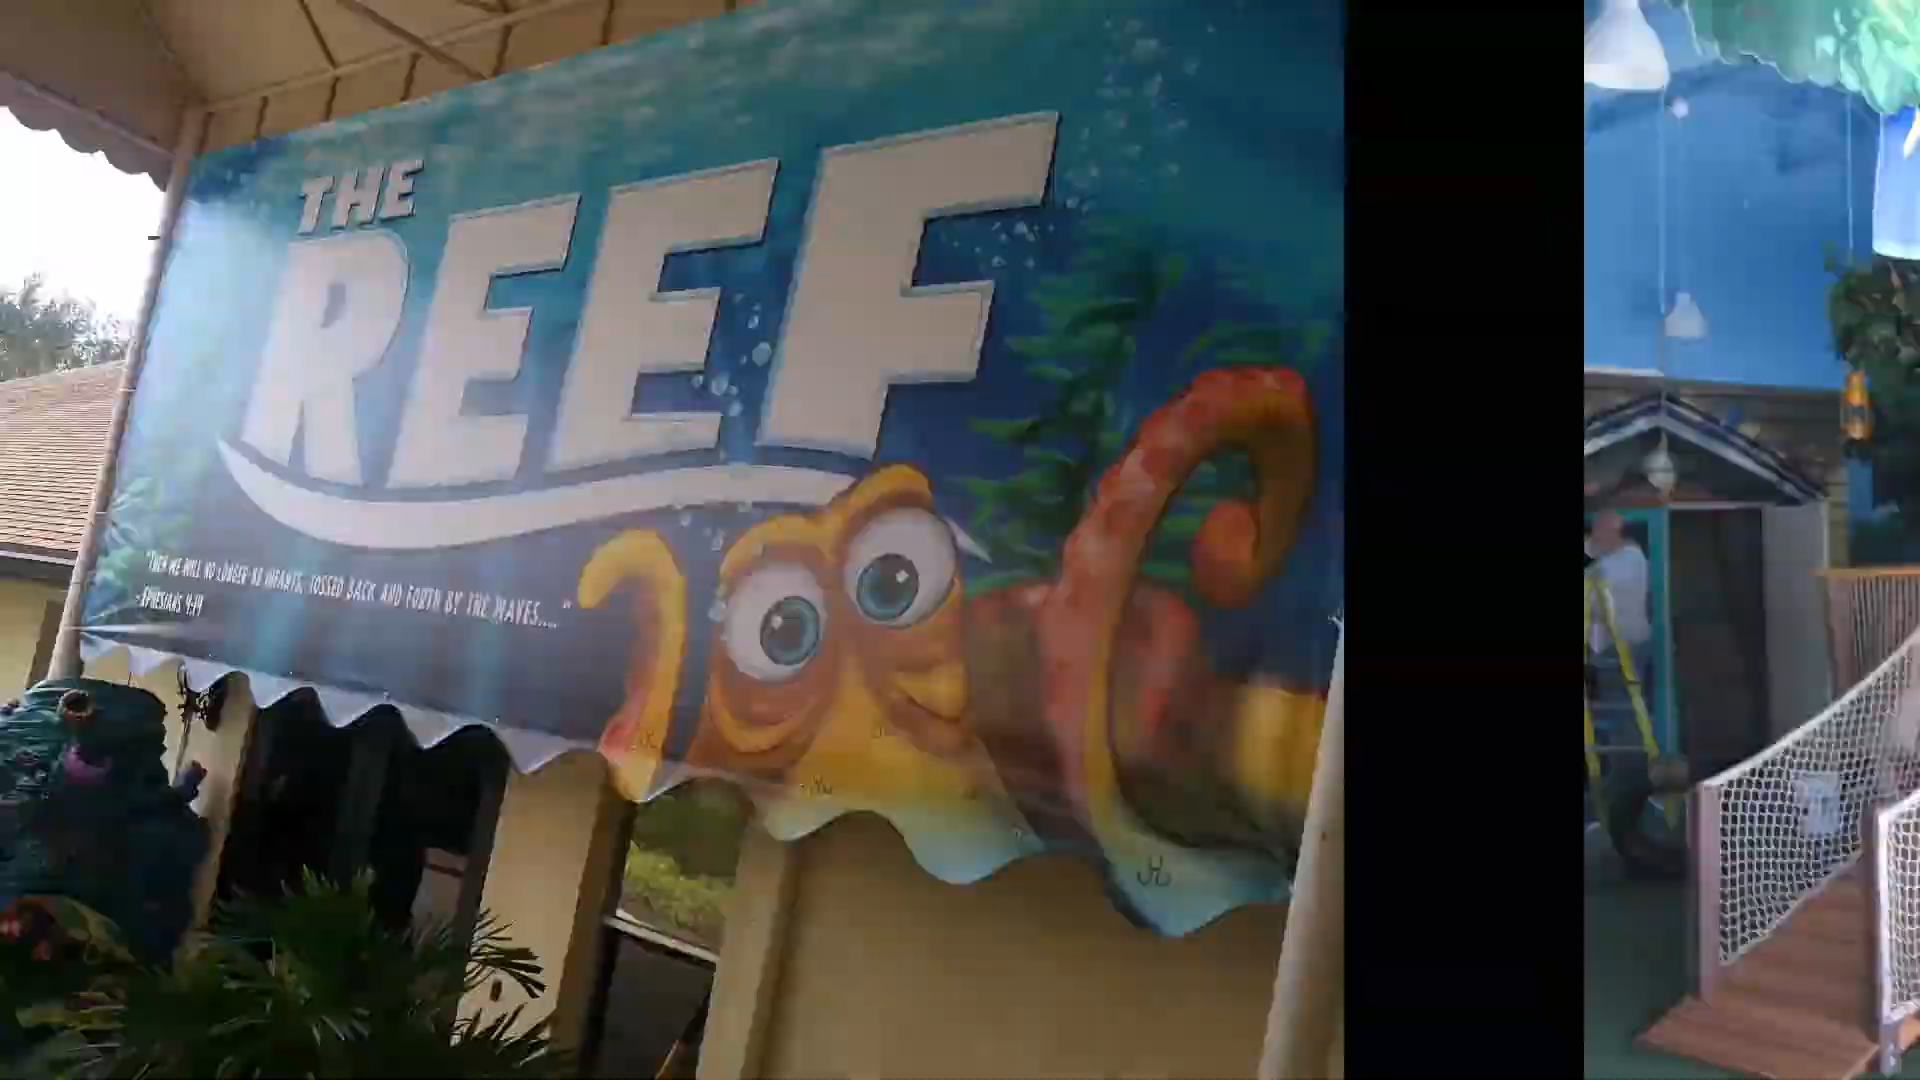 THE
REEF
"THEN WE WILL NO LONGER BE INFANTS, TOSSED BACK AND FORTH BY THE WAVES...."
- EPHESIANS 4:14